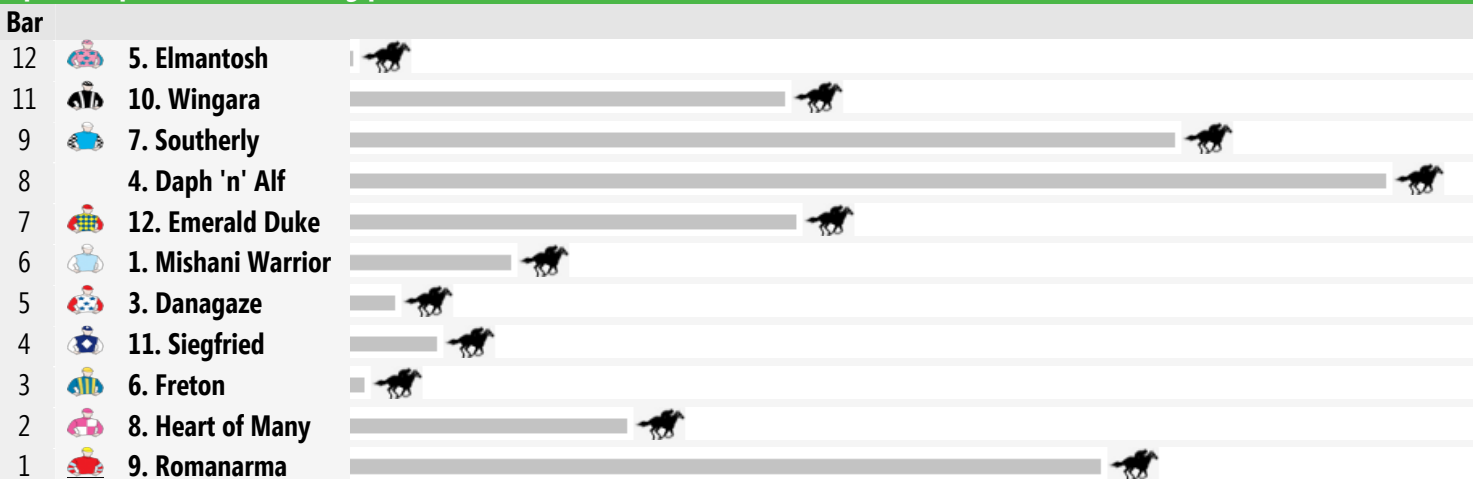 Bar
12 5. Elmantosh
11 10. Wingara
9 7. Southerly
8 4. Daph 'n' Alf
7 12. Emerald Duke
6 1. Mishani Warrior
5 3. Danagaze
4 11. Siegfried
3 6. Freton
2 8. Heart of Many
1 9. Romanarma